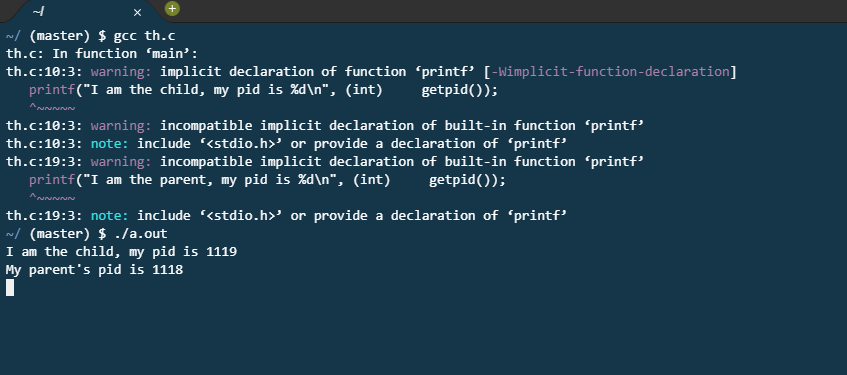 ~/
~/ (master) $ gcc th.c
th.c: In function ‘main’:
th.c:10:3: warning: implicit declaration of function ‘printf’ [-Wimplicit-function-declaration]
   printf("I am the child, my pid is %d\n", (int)     getpid());
   ^~~~~~
th.c:10:3: warning: incompatible implicit declaration of built-in function ‘printf’
th.c:10:3: note: include ‘<stdio.h>’ or provide a declaration of ‘printf’
th.c:19:3: warning: incompatible implicit declaration of built-in function ‘printf’
   printf("I am the parent, my pid is %d\n", (int)     getpid());
   ^~~~~~
th.c:19:3: note: include ‘<stdio.h>’ or provide a declaration of ‘printf’
~/ (master) $ ./a.out
I am the child, my pid is 1119
My parent's pid is 1118